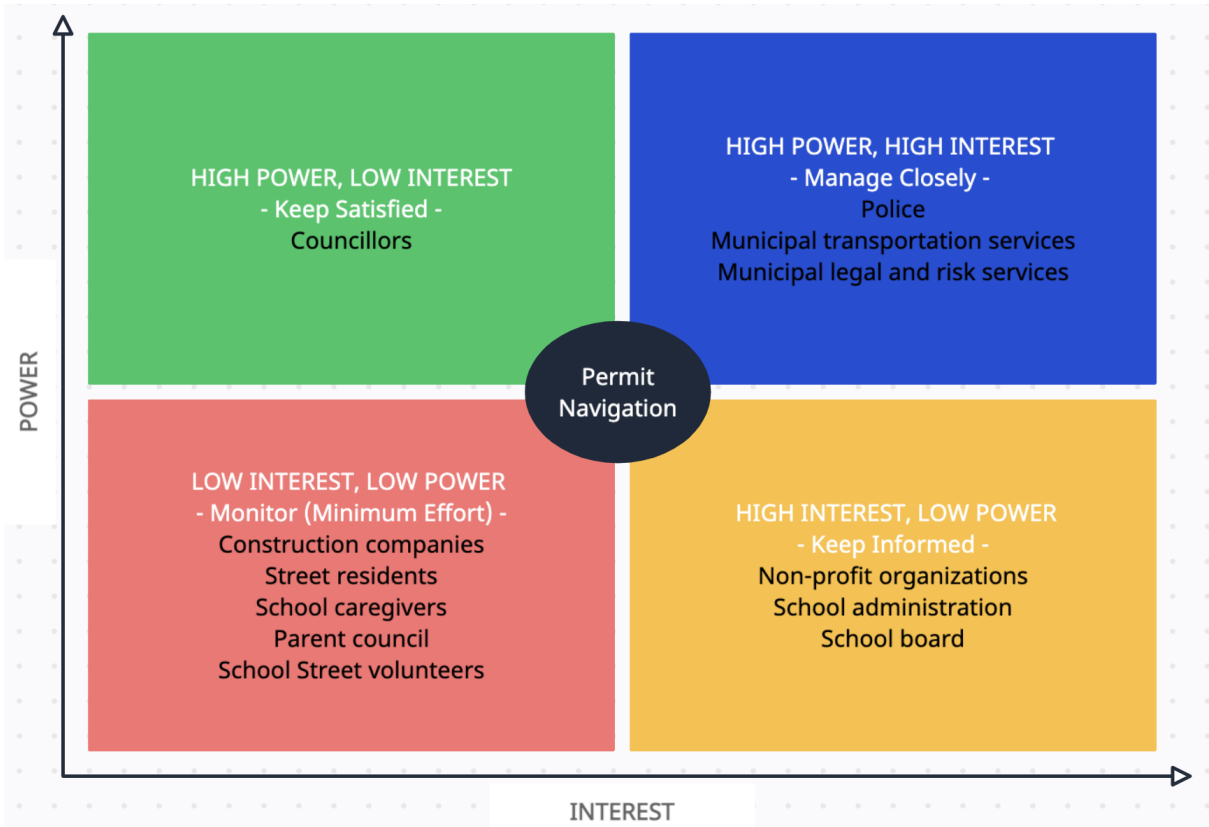 HIGH POWER, LOW INTEREST
- Keep Satisfied -
Councillors
HIGH POWER, HIGH INTEREST
- Manage Closely -
Police
Municipal transportation services
Municipal legal and risk services
Permit
Navigation
POWER
LOW INTEREST, LOW POWER
- Monitor (Minimum Effort) -
Construction companies
Street residents
School caregivers
Parent council
School Street volunteers
HIGH INTEREST, LOW POWER
- Keep Informed -
Non-profit organizations
School administration
School board
INTEREST